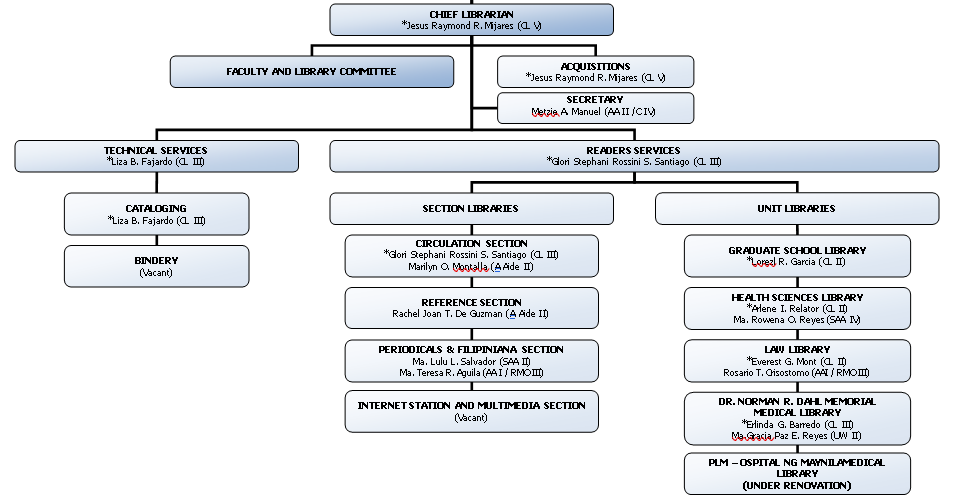 CHIEF LIBRARIAN
*Jesus Raymond R. Mijares (CL V)
FACULTY AND LIBRARY COMMITTEE
ACQUISITIONS
*Jesus Raymond R. Mijares (CL V)
SECRETARY
Metzie A. Manuel (AA II / C IV)
TECHNICAL SERVICES
*Liza B. Fajardo (CL III)
READERS SERVICES
*Glori Stephani Rossini S. Santiago (CL III)
CATALOGING
*Liza B. Fajardo (CL III)
BINDERY
(Vacant)
SECTION LIBRARIES
CIRCULATION SECTION
*Glori Stephani Rossini S. Santiago (CL III)
Marilyn O. Montalla (A Aide II)
REFERENCE SECTION
Rachel Joan T. De Guzman (A Aide II)
PERIODICALS & FILIPINIANA SECTION
Ma. Lulu L. Salvador (SAA II)
Ma. Teresa R. Aguila (AA I / RMO III)
INTERNET STATION AND MULTIMEDIA SECTION
(Vacant)
UNIT LIBRARIES
GRADUATE SCHOOL LIBRARY
*Lorezl R. Garcia (CL II)
HEALTH SCIENCES LIBRARY
*Arlene I. Relator (CL II)
Ma. Rowena O. Reyes (SAA IV)
LAW LIBRARY
*Everest G. Mont (CL II)
Rosario T. Crisostomo (AAI / RMO III)
DR. NORMAN R. DAHL MEMORIAL
MEDICAL LIBRARY
*Erlinda G. Barredo (CL III)
Ma.Gracia Paz E. Reyes (UW II)
PLM – OSPITAL NG MAYNILA MEDICAL
LIBRARY
(UNDER RENOVATION)